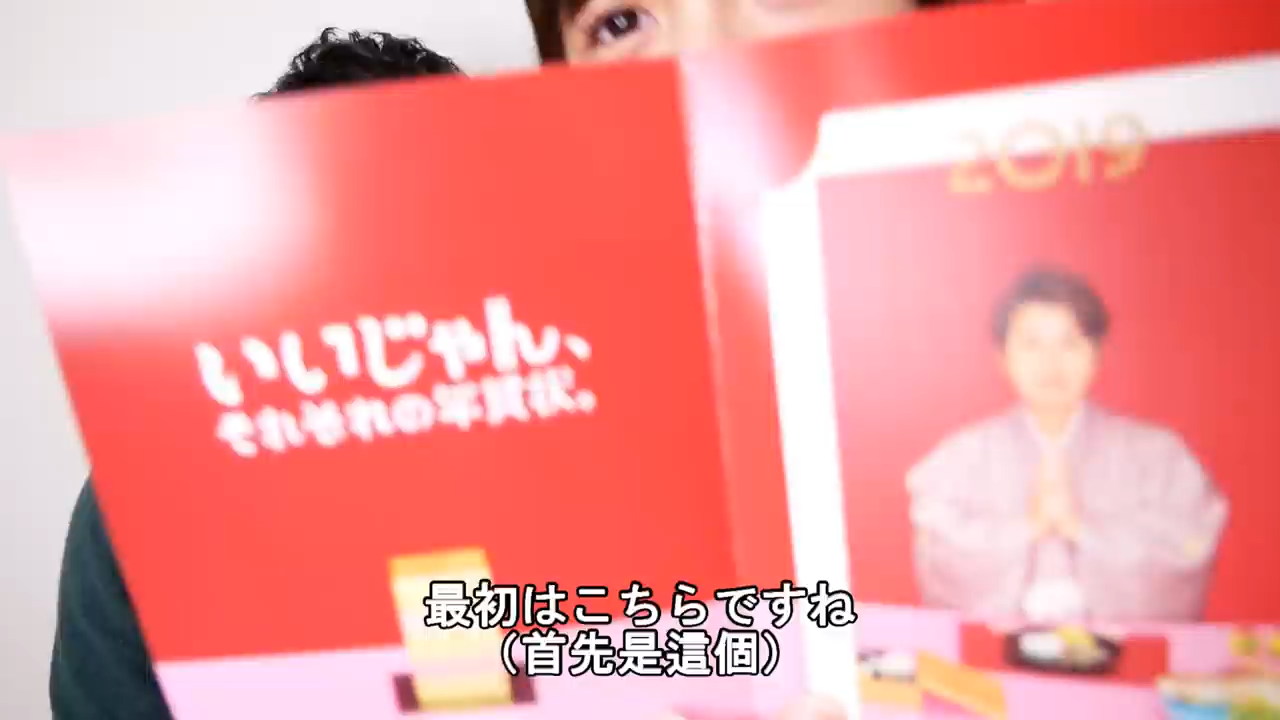 いいじゃん、
それぞれの年賀状。
2019
最初はこちらですね
（首先是這個）